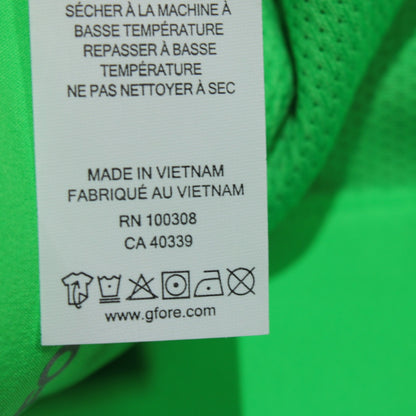 SÉCHER À LA MACHINE À
BASSE TEMPÉRATURE
REPASSER À BASSE
TEMPÉRATURE
NE PAS NETTOYER À SEC
MADE IN VIETNAM
FABRIQUÉ AU VIETNAM
RN 100308
CA 40339
www.gfore.com